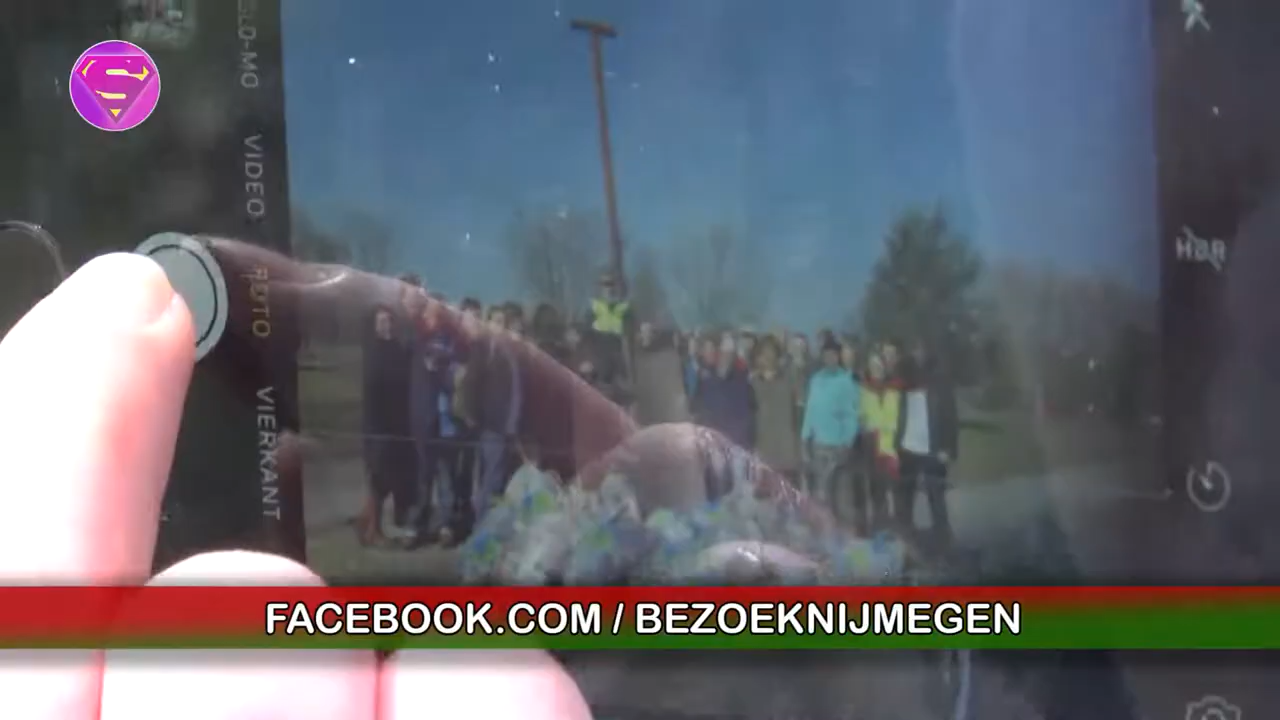 SLO-MO
VIDEO
FOTO
VIERKANT
HDR
S
FACEBOOK.COM / BEZOEKNIJMEGEN